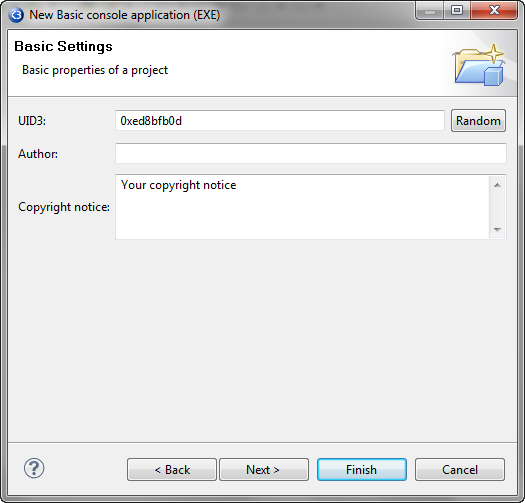 New Basic console application (EXE)
Basic Settings
Basic properties of a project
UID3:
0xed8bfb0d
Random
Author:
Copyright notice:
Your copyright notice
?
< Back
Next >
Finish
Cancel